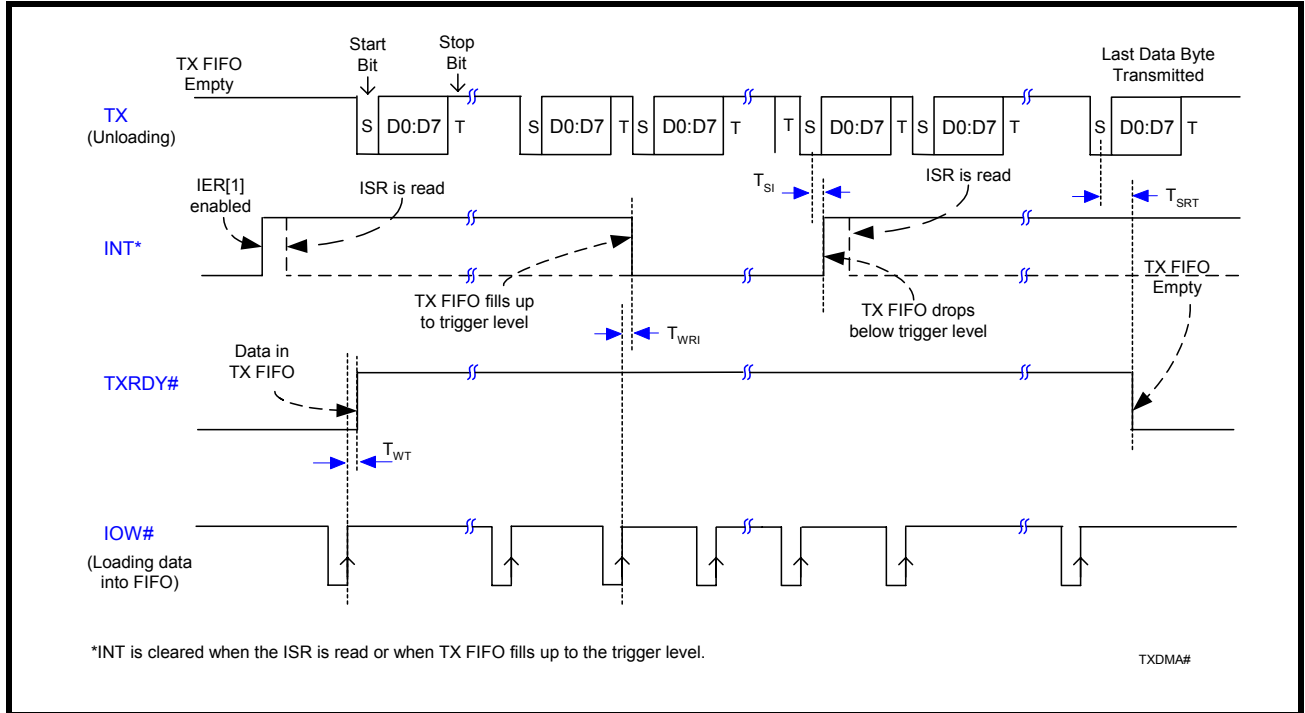 Start
Bit
Stop
Bit
TX FIFO
Empty
Last Data Byte
Transmitted
TX
(Unloading)
S D0:D7 T S D0:D7 T S D0:D7 T T S D0:D7 T S D0:D7 T S D0:D7 T
IER[1]
enabled
ISR is read
TSI
ISR is read
TSRT
INT*
TX FIFO fills up
to trigger level
TX FIFO drops
below trigger level
TX FIFO
Empty
TWRI
Data in
TX FIFO
TXRDY#
TWT
IOW#
(Loading data
into FIFO)
*INT is cleared when the ISR is read or when TX FIFO fills up to the trigger level.
TXDMA#